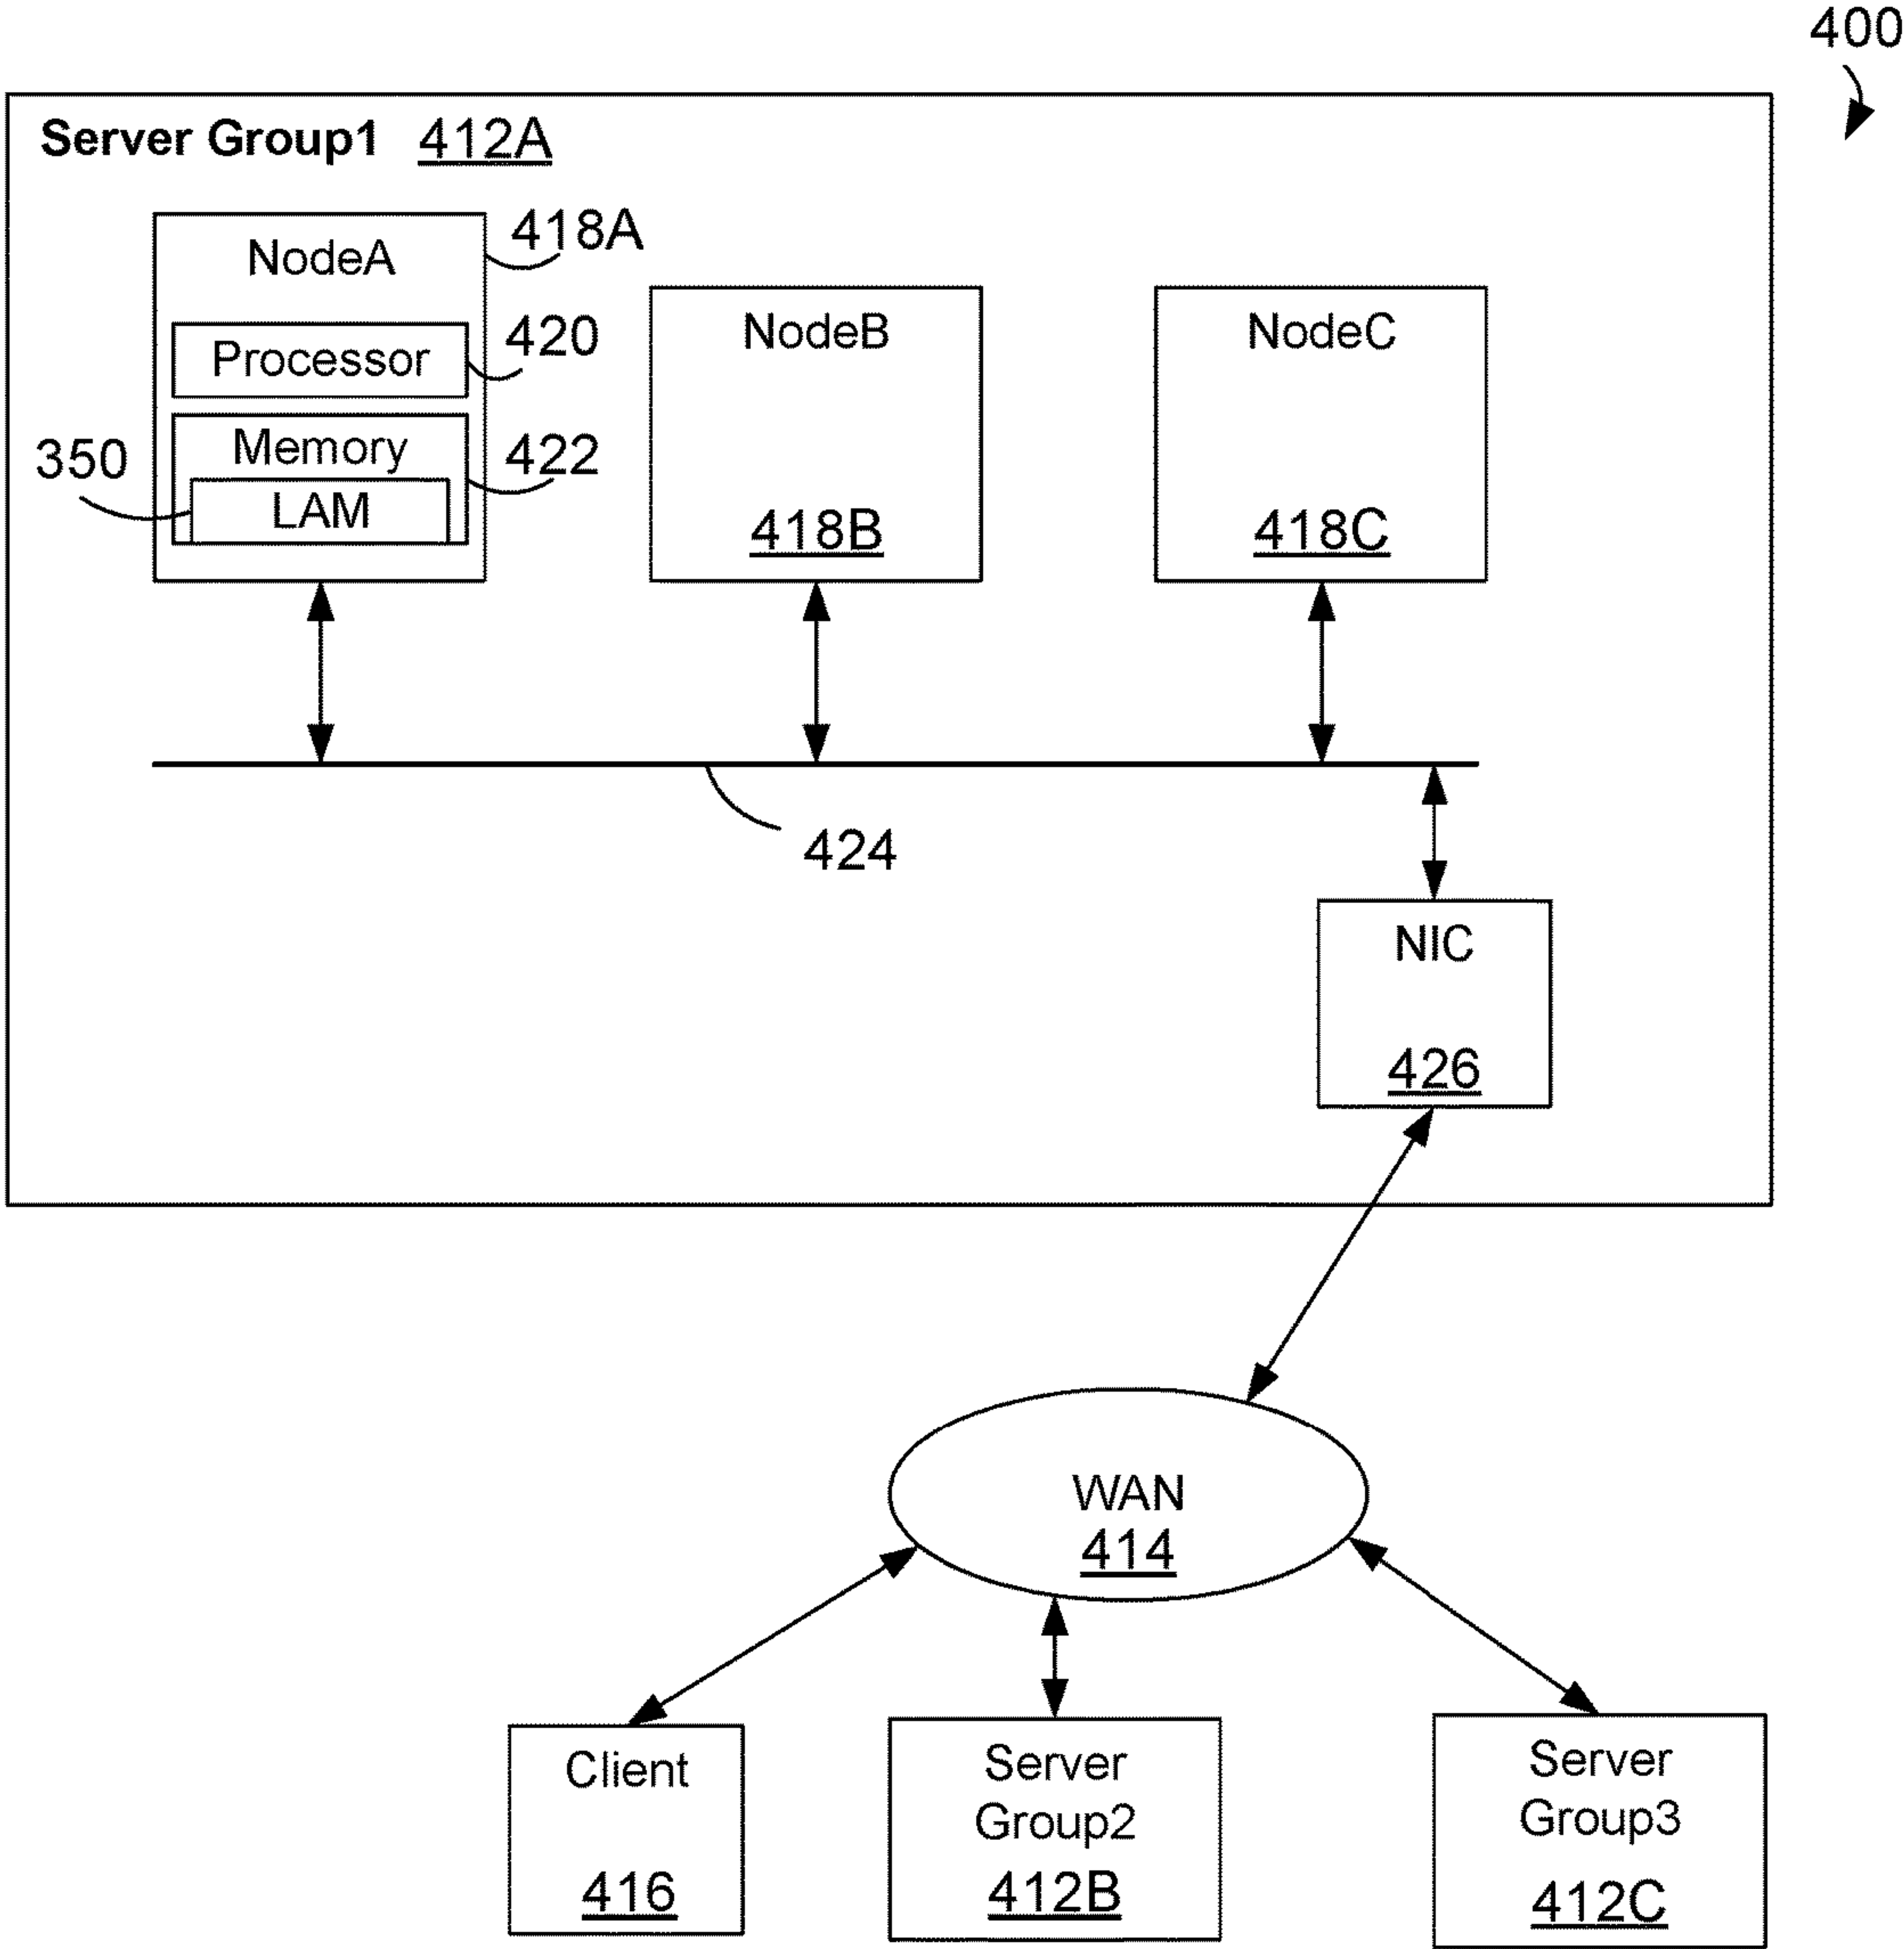 400
Server Group1 412A
NodeA
418A
Processor
420
Memory
422
350
LAM
NodeB
418B
NodeC
418C
424
NIC
426
WAN
414
Client
416
Server
Group2
412B
Server
Group3
412C